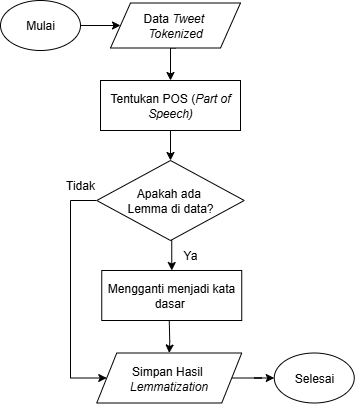 Mulai
Data Tweet
Tokenized
Tentukan POS (Part of
Speech)
Apakah ada
Lemma di data?
Tidak
Ya
Mengganti menjadi kata
dasar
Simpan Hasil
Lemmatization
Selesai